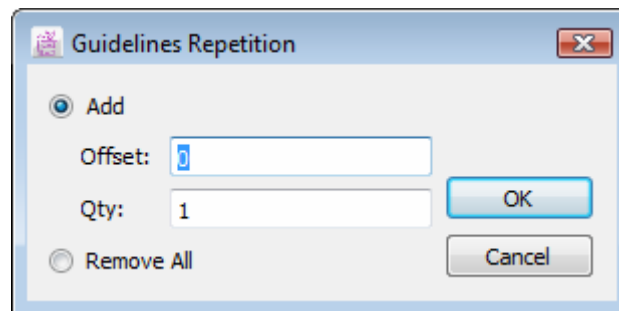 Guidelines Repetition
Add
Offset: 0
Qty: 1
OK
Remove All
Cancel